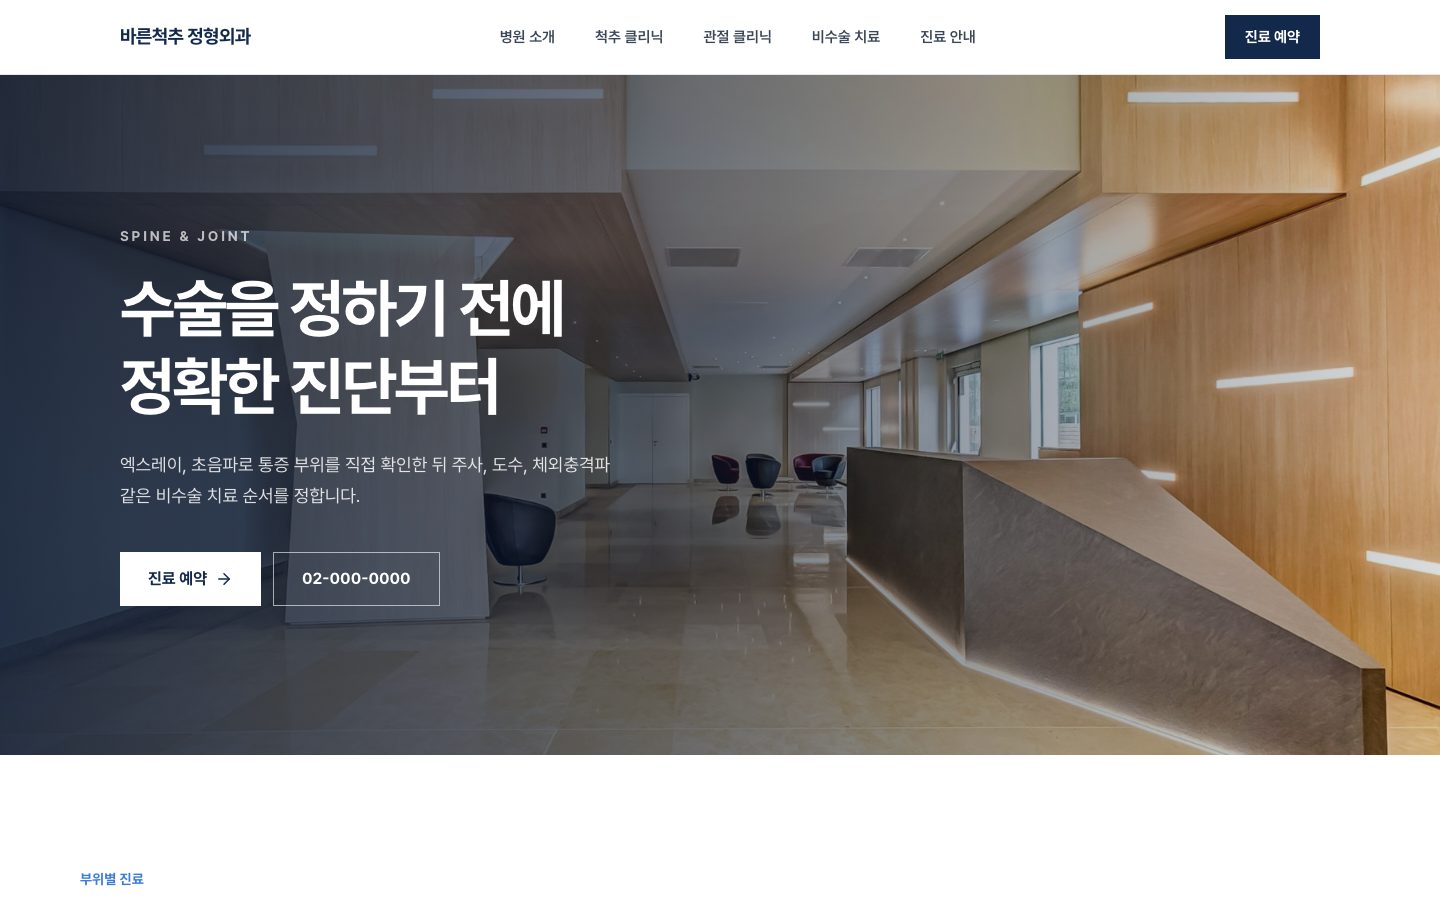 바른척추 정형외과
병원 소개
척추 클리닉
관절 클리닉
비수술 치료
진료 안내
진료 예약
SPINE & JOINT
수술을 정하기 전에
정확한 진단부터
엑스레이, 초음파로 통증 부위를 직접 확인한 뒤 주사, 도수, 체외충격파
같은 비수술 치료 순서를 정합니다.
진료 예약 →
02-000-0000
부위별 진료